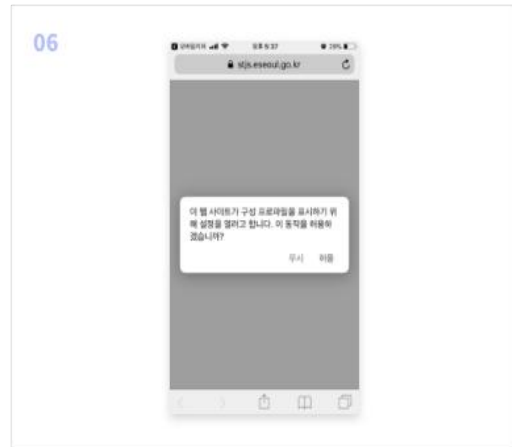 06
오후 5:37
28%
stjs.eseoul.go.kr
이 웹 사이트가 구성 프로파일을 표시하기 위
해 설정을 열려고 합니다. 이 동작을 허용하
겠습니까?
무시 허용